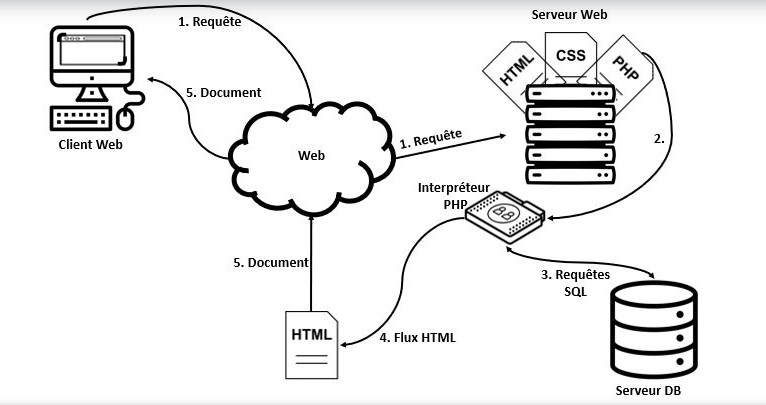 Serveur Web
1. Requête
HTML
CSS
PHP
5. Document
Client Web
Web
1. Requête
2.
Interpréteur
PHP
5. Document
3. Requêtes
SQL
HTML
4. Flux HTML
Serveur DB